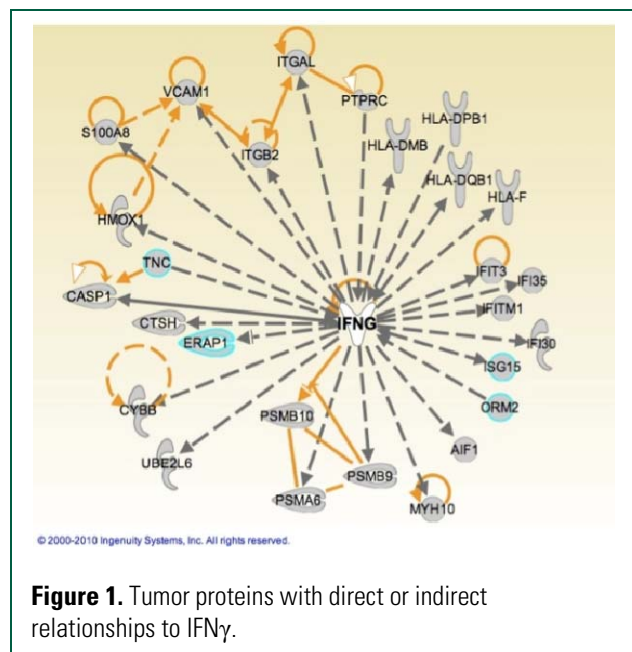 ITGAL
VCAM1
PTPRC
S100A8
ITGB2
HLA-DPB1
HLA-DMB
HLA-DQB1
HLA-F
HMOX1
TNC
IFIT3
IFI35
CASP1
IFITM1
CTSH
IFNG
ERAP1
IFI30
ISG15
CYBB
ORM2
PSMB10
AIF1
UBE2L6
PSMB9
PSMA6
MYH10
© 2000-2010 Ingenuity Systems, Inc. All rights reserved.
Figure 1. Tumor proteins with direct or indirect
relationships to IFNγ.